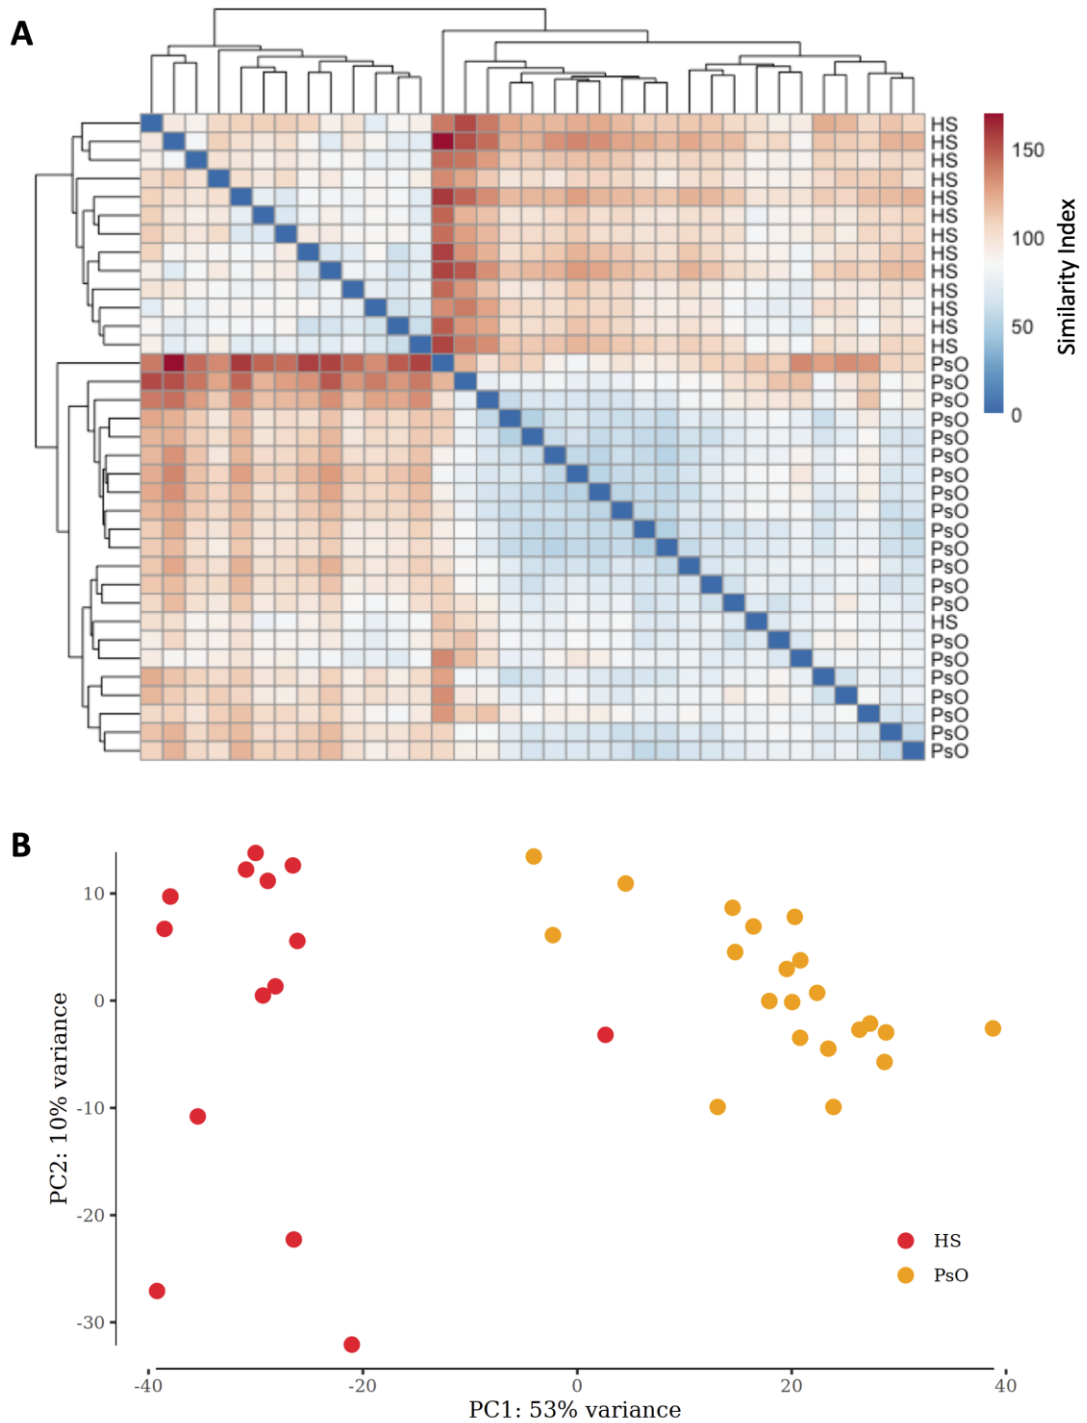 A
HS
HS
HS
HS
HS
HS
HS
HS
HS
HS
HS
HS
HS
PsO
PsO
PsO
PsO
PsO
PsO
PsO
PsO
PsO
PsO
PsO
PsO
PsO
PsO
HS
PsO
PsO
PsO
PsO
PsO
PsO
PsO
150
100
50
0
Similarity Index
B
10
0
-10
-20
-30
PC2: 10% variance
HS
PsO
-40
-20
0
20
40
PC1: 53% variance